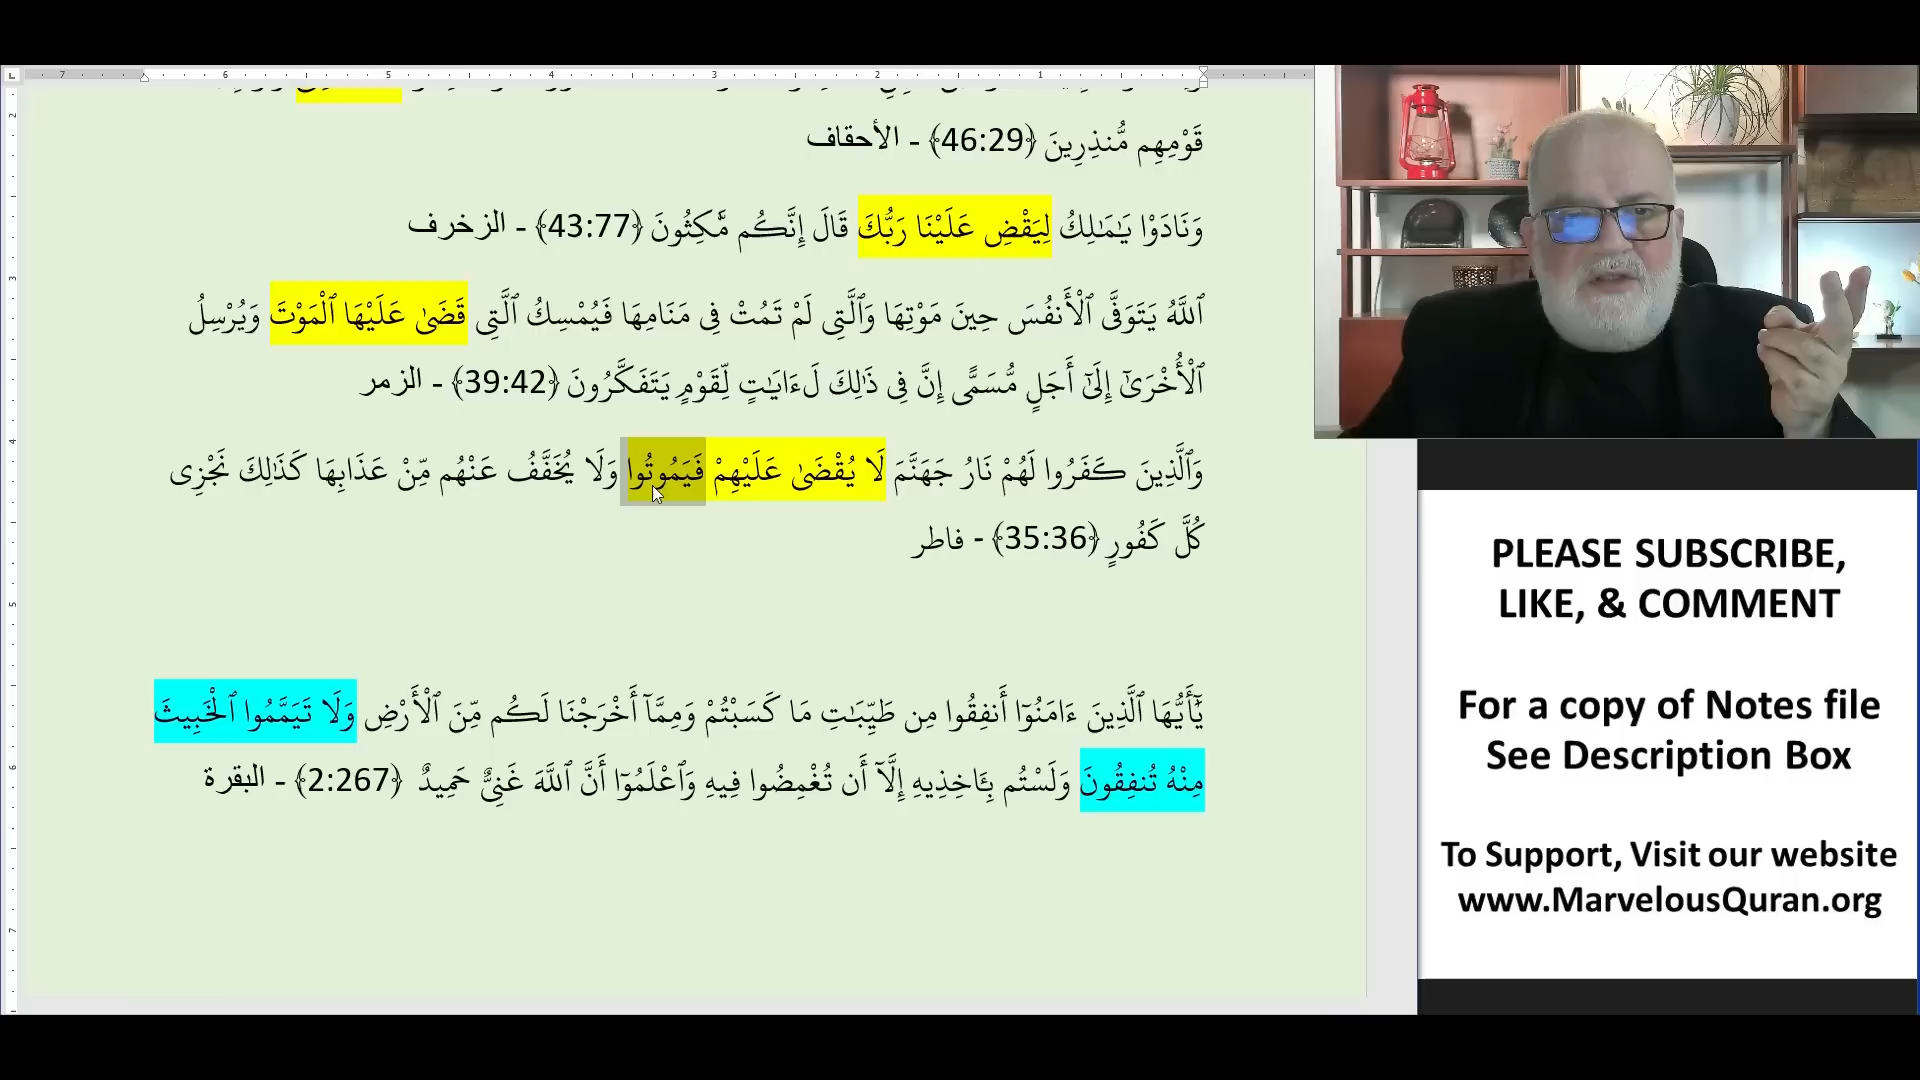 قَوْمِهِم مُّنذِرِينَ ﴿46:29﴾ - الأحقاف
وَنَادَوْا يَـٰمَـٰلِكُ لِيَقْضِ عَلَيْنَا رَبُّكَ قَالَ إِنَّكُم مَّـٰكِثُونَ ﴿43:77﴾ - الزخرف
ٱللَّهُ يَتَوَفَّى ٱلْأَنفُسَ حِينَ مَوْتِهَا وَٱلَّتِى لَمْ تَمُتْ فِى مَنَامِهَا فَيُمْسِكُ ٱلَّتِى قَضَىٰ عَلَيْهَا ٱلْمَوْتَ وَيُرْسِلُ
ٱلْأُخْرَىٰٓ إِلَىٰٓ أَجَلٍ مُّسَمًّى إِنَّ فِى ذَٰلِكَ لَـَٔايَـٰتٍ لِّقَوْمٍ يَتَفَكَّرُونَ ﴿39:42﴾ - الزمر
وَٱلَّذِينَ كَفَرُوا لَهُمْ نَارُ جَهَنَّمَ لَا يُقْضَىٰ عَلَيْهِمْ فَيَمُوتُوا وَلَا يُخَفَّفُ عَنْهُم مِّنْ عَذَابِهَا كَذَٰلِكَ نَجْزِى
كُلَّ كَفُورٍ ﴿35:36﴾ - فاطر
يَـٰٓأَيُّهَا ٱلَّذِينَ ءَامَنُوٓا أَنفِقُوا مِن طَيِّبَـٰتِ مَا كَسَبْتُمْ وَمِمَّآ أَخْرَجْنَا لَكُم مِّنَ ٱلْأَرْضِ وَلَا تَيَمَّمُوا ٱلْخَبِيثَ
مِنْهُ تُنفِقُونَ وَلَسْتُم بِـَٔاخِذِيهِ إِلَّآ أَن تُغْمِضُوا فِيهِ وَٱعْلَمُوٓا أَنَّ ٱللَّهَ غَنِىٌّ حَمِيدٌ ﴿2:267﴾ - البقرة
PLEASE SUBSCRIBE,
LIKE, & COMMENT
For a copy of Notes file
See Description Box
To Support, Visit our website
www.MarvelousQuran.org